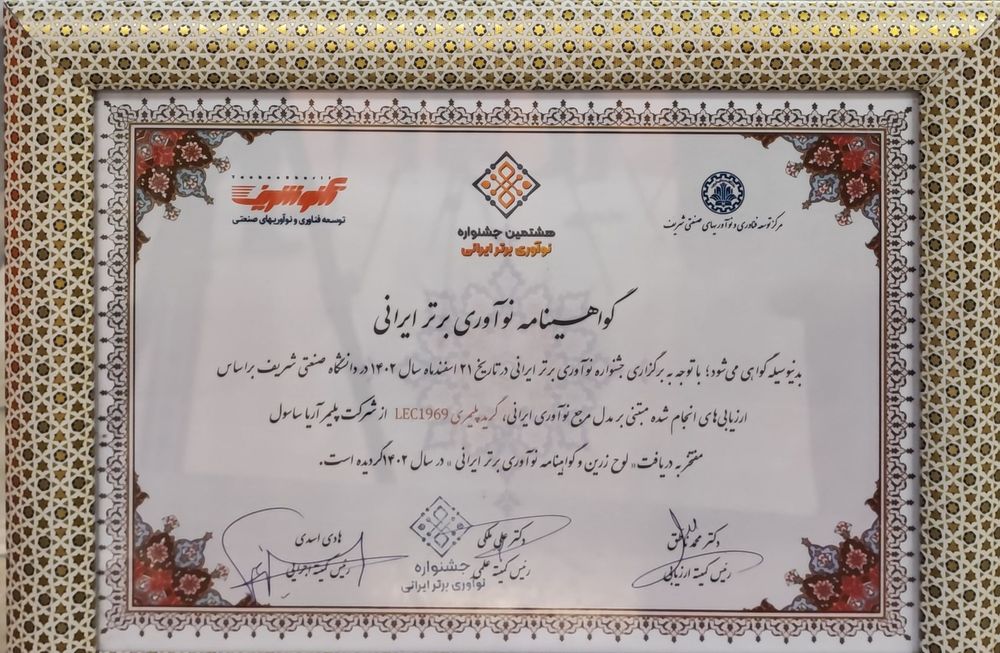 مرکز توسعه فناوری و نوآوریهای صنعتی شریف
هشتمین جشنواره
نوآوری برتر ایرانی
توسعه فناوری و نوآوریهای صنعتی
گواهینامه نوآوری برتر ایرانی
بدینوسیله گواهی می‌شود؛ با توجه به برگزاری جشنواره نوآوری برتر ایرانی در تاریخ ۲۱ اسفندماه سال ۱۴۰۲ در دانشگاه صنعتی شریف براساس
ارزیابی‌های انجام شده مبتنی بر مدل مرجع نوآوری ایرانی، گرید پلیمری LEC1969 از شرکت پلیمر آریا ساسول
مفتخر به دریافت « لوح زرین و گواهینامه نوآوری برتر ایرانی » در سال ۱۴۰۲ گردیده است.
دکتر محمد
رئیس کمیته ارزیابی
دکتر علی ملکی
رئیس کمیته علمی
هادی اسدی
رئیس کمیته اجرایی
جشنواره
نوآوری برتر ایرانی